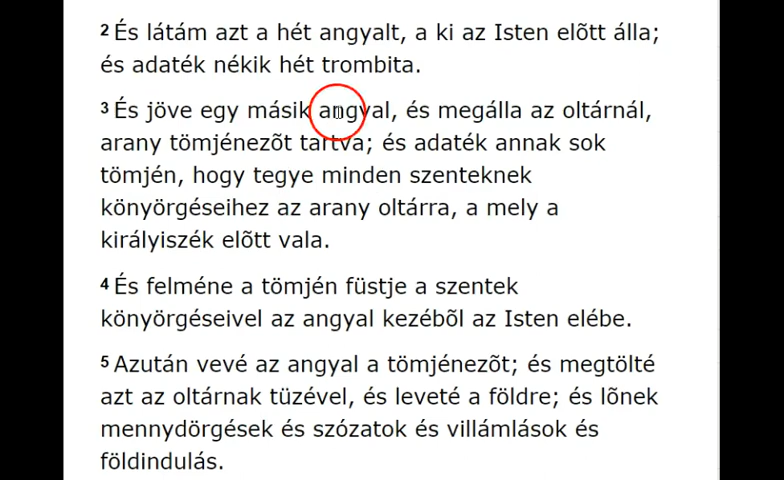 2 És látám azt a hét angyalt, a ki az Isten elõtt álla;
és adaték nékik hét trombita.
3 És jöve egy másik angyal, és megálla az oltárnál,
arany tömjénezõt tartva; és adaték annak sok
tömjén, hogy tegye minden szenteknek
könyörgéseihez az arany oltárra, a mely a
királyiszék elõtt vala.
4 És felméne a tömjén füstje a szentek
könyörgéseivel az angyal kezébõl az Isten elébe.
5 Azután vevé az angyal a tömjénezõt; és megtölté
azt az oltárnak tüzével, és leveté a földre; és lõnek
mennydörgések és szózatok és villámlások és
földindulás.